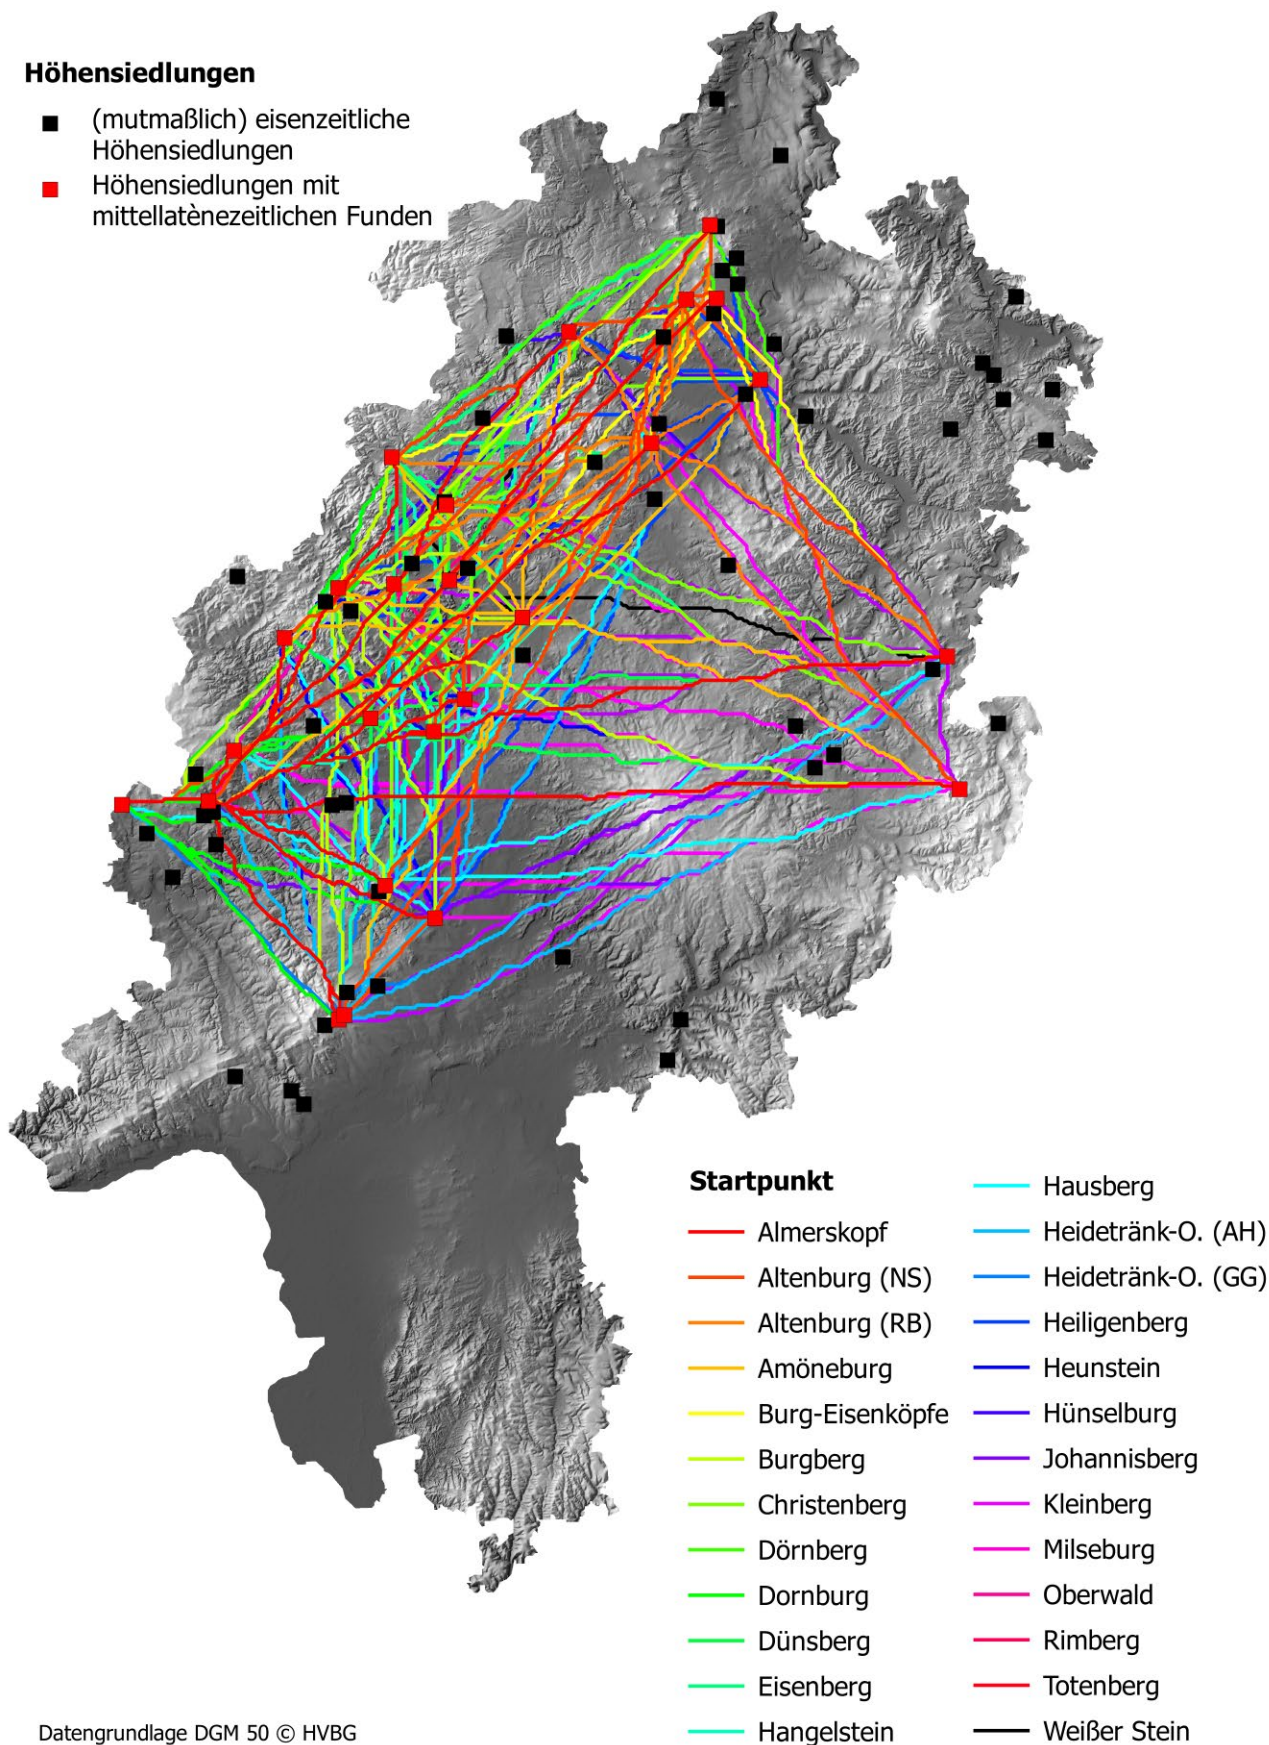 Höhensiedlungen
(mutmaßlich) eisenzeitliche
Höhensiedlungen
Höhensiedlungen mit
mittellatènezeitlichen Funden
Startpunkt
Almerskopf
Altenburg (NS)
Altenburg (RB)
Amöneburg
Burg-Eisenköpfe
Burgberg
Christenberg
Dörnberg
Dornburg
Dünsberg
Eisenberg
Hangelstein
Hausberg
Heidetränk-O. (AH)
Heidetränk-O. (GG)
Heiligenberg
Heunstein
Hünselburg
Johannisberg
Kleinberg
Milseburg
Oberwald
Rimberg
Totenberg
Weißer Stein
Datengrundlage DGM 50 © HVBG